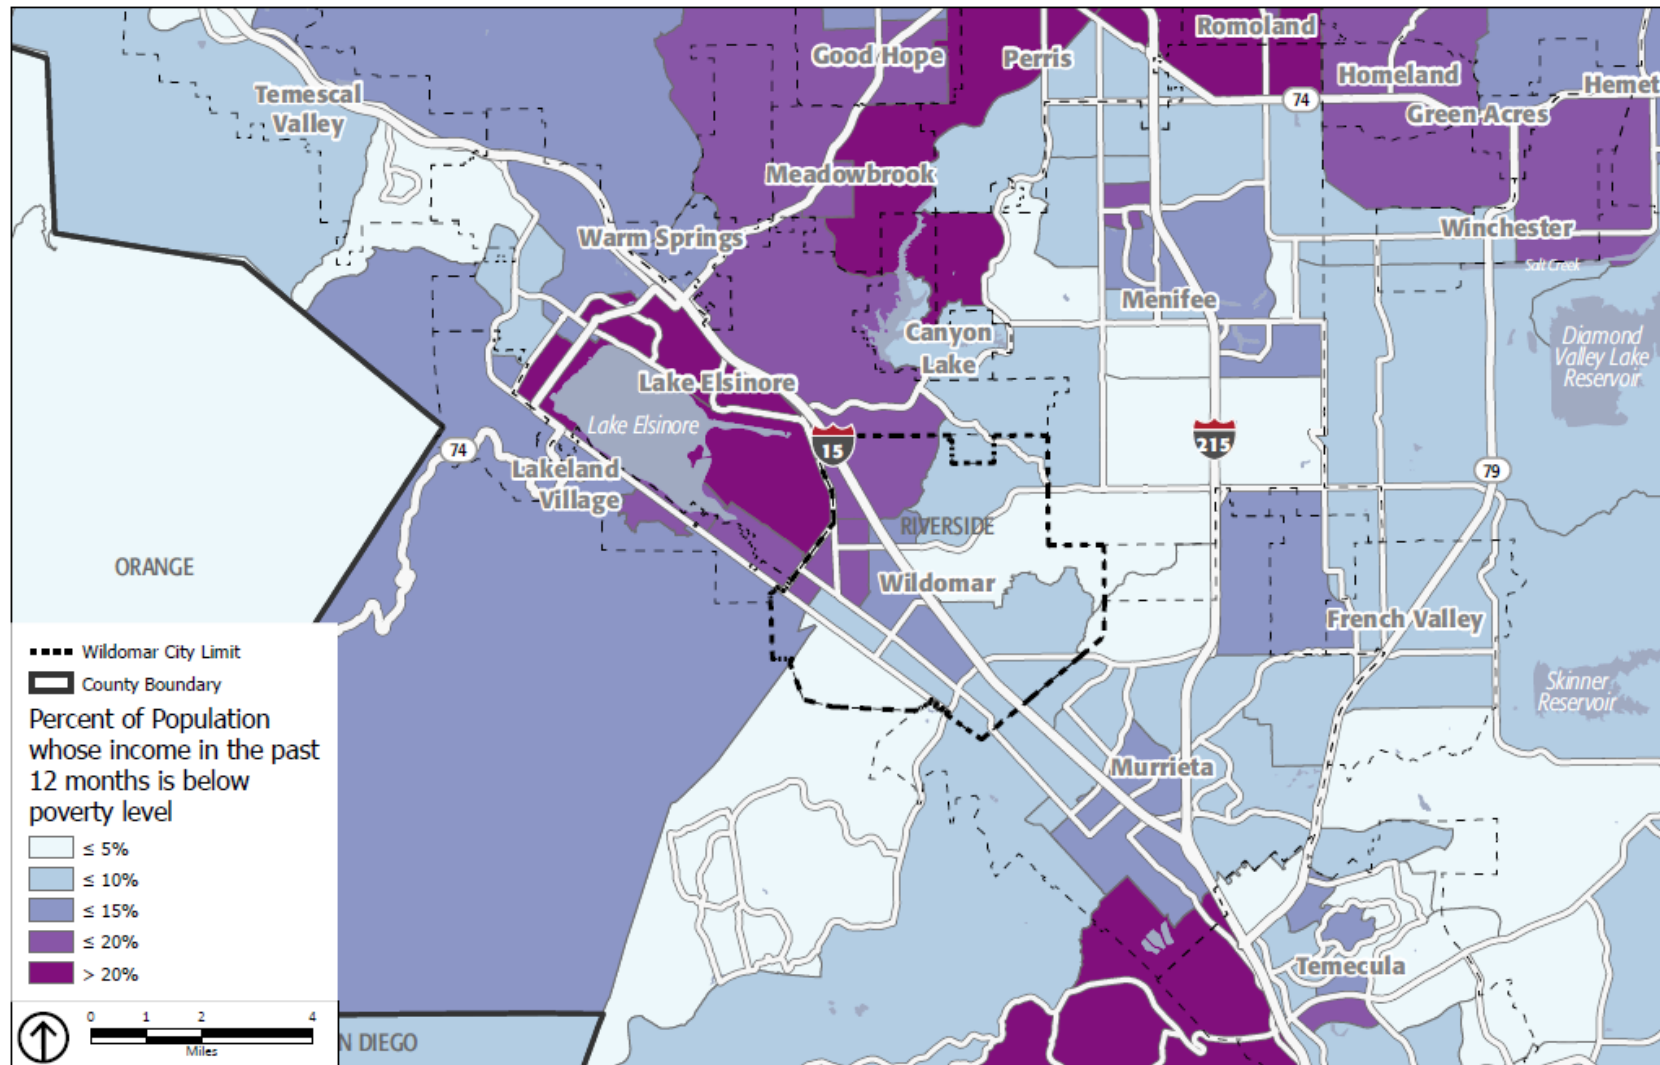 Romoland
Good Hope
Perris
Homeland
Hemet
Temescal
Valley
74
Green Acres
Meadowbrook
Warm Springs
Winchester
Salt Creek
Menifee
Canyon
Lake
Diamond
Valley Lake
Reservoir
Lake Elsinore
Lake Elsinore
15
215
74
79
Lakeland
Village
RIVERSIDE
ORANGE
Wildomar
French Valley
Skinner
Reservoir
Murrieta
Temecula
N DIEGO
Wildomar City Limit
County Boundary
Percent of Population
whose income in the past
12 months is below
poverty level
≤ 5%
≤ 10%
≤ 15%
≤ 20%
> 20%
0 1 2 4
Miles